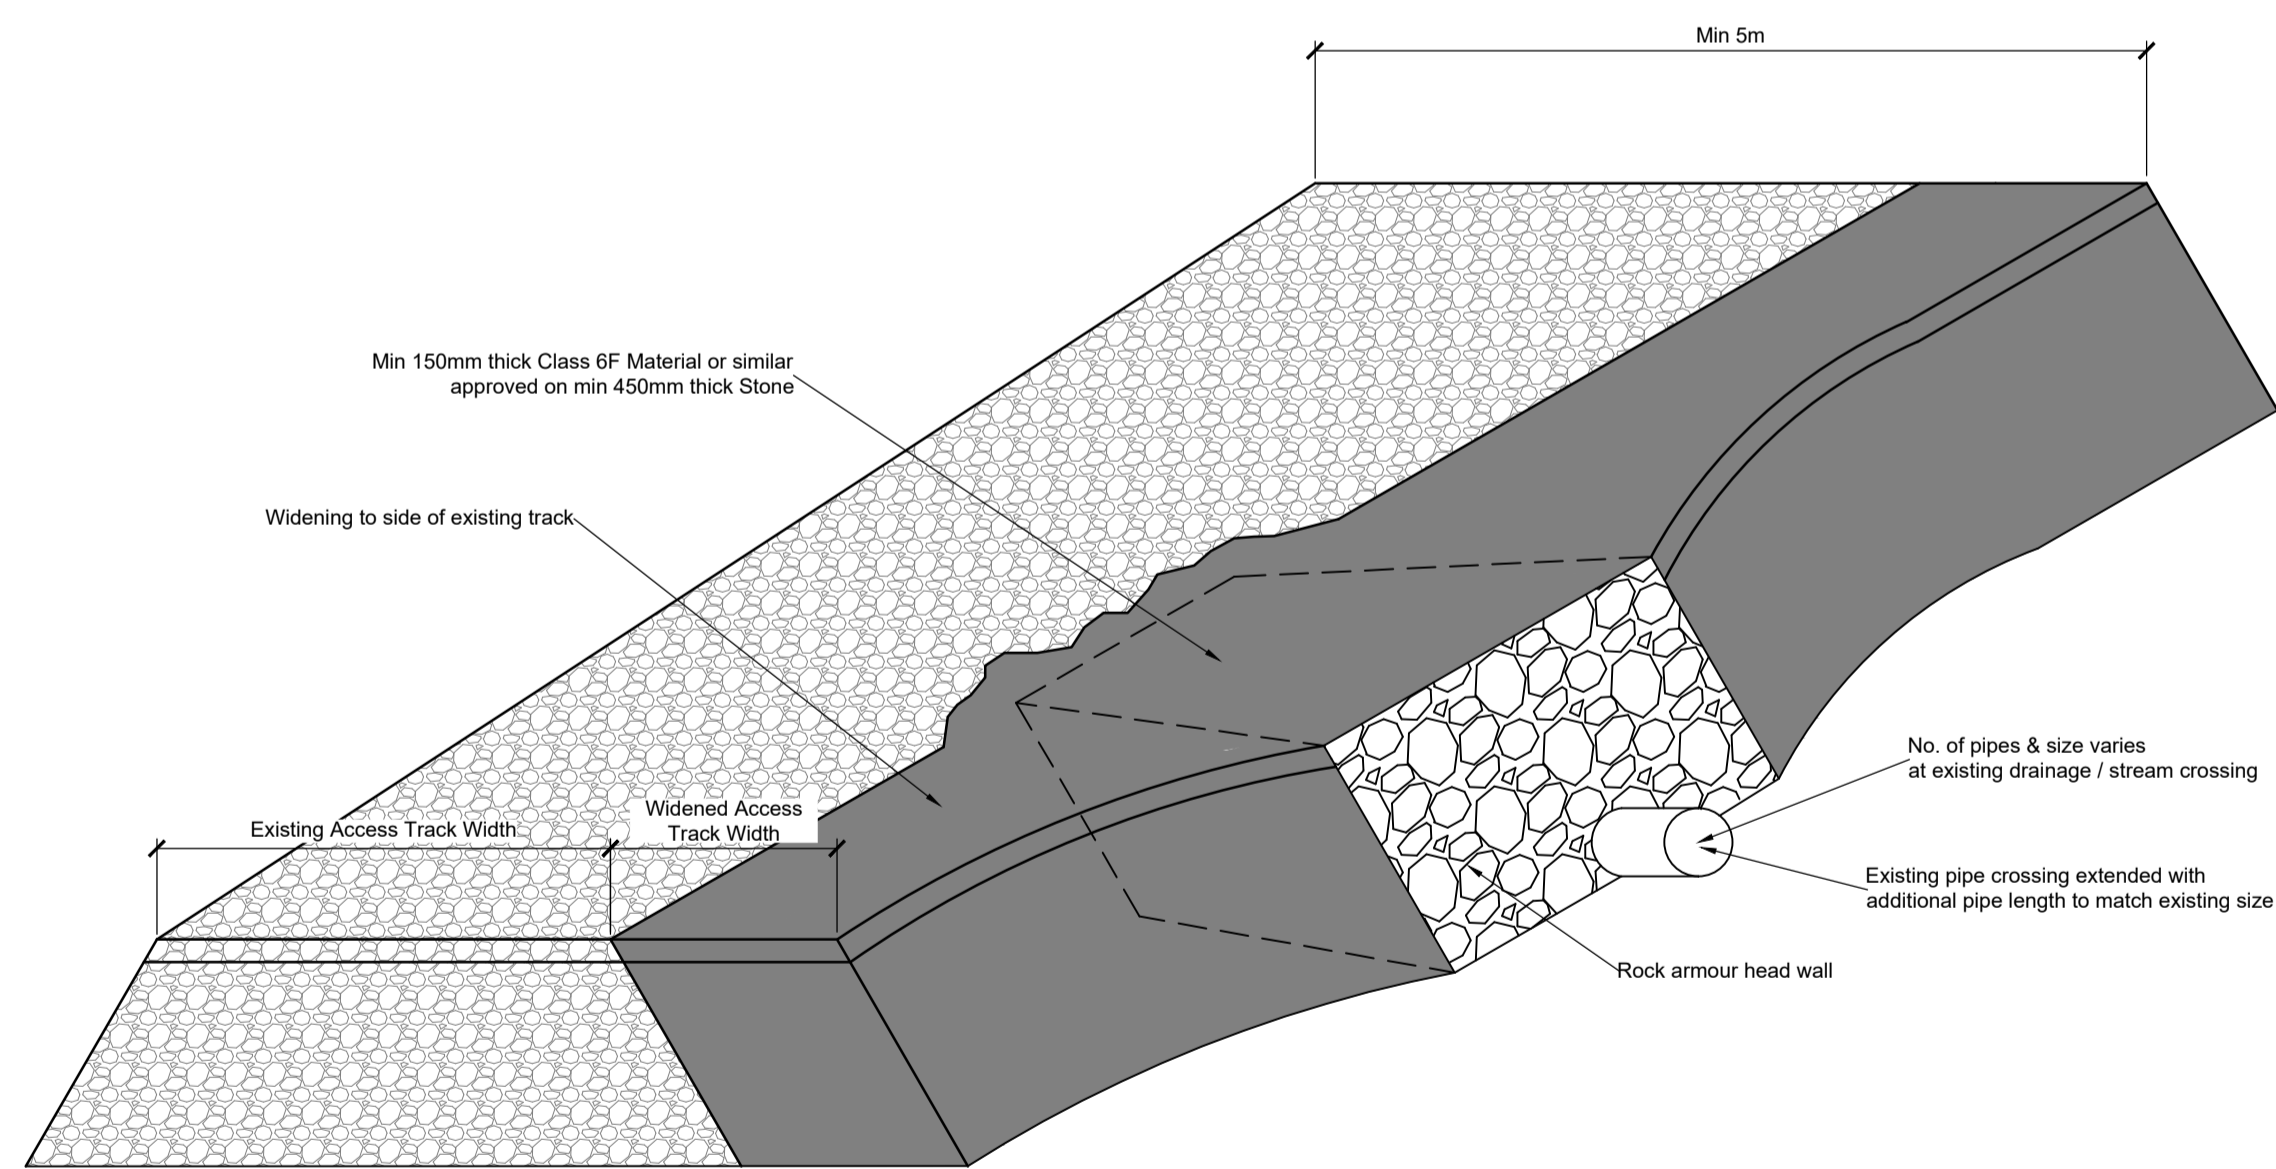 Min 5m
Min 150mm thick Class 6F Material or similar
approved on min 450mm thick Stone
Widening to side of existing track
Existing Access Track Width
Widened Access
Track Width
No. of pipes & size varies
at existing drainage / stream crossing
Existing pipe crossing extended with
additional pipe length to match existing size
Rock armour head wall